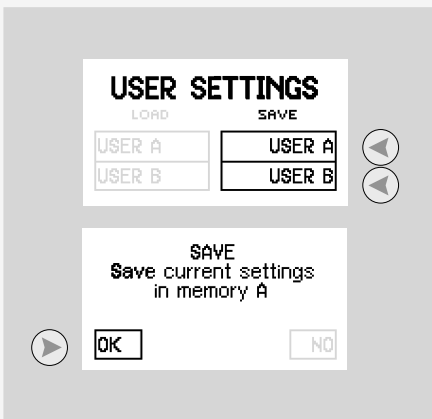 USER SETTINGS
LOAD SAVE
USER A USER A
USER B USER B
SAVE
Save current settings
in memory A
OK NO